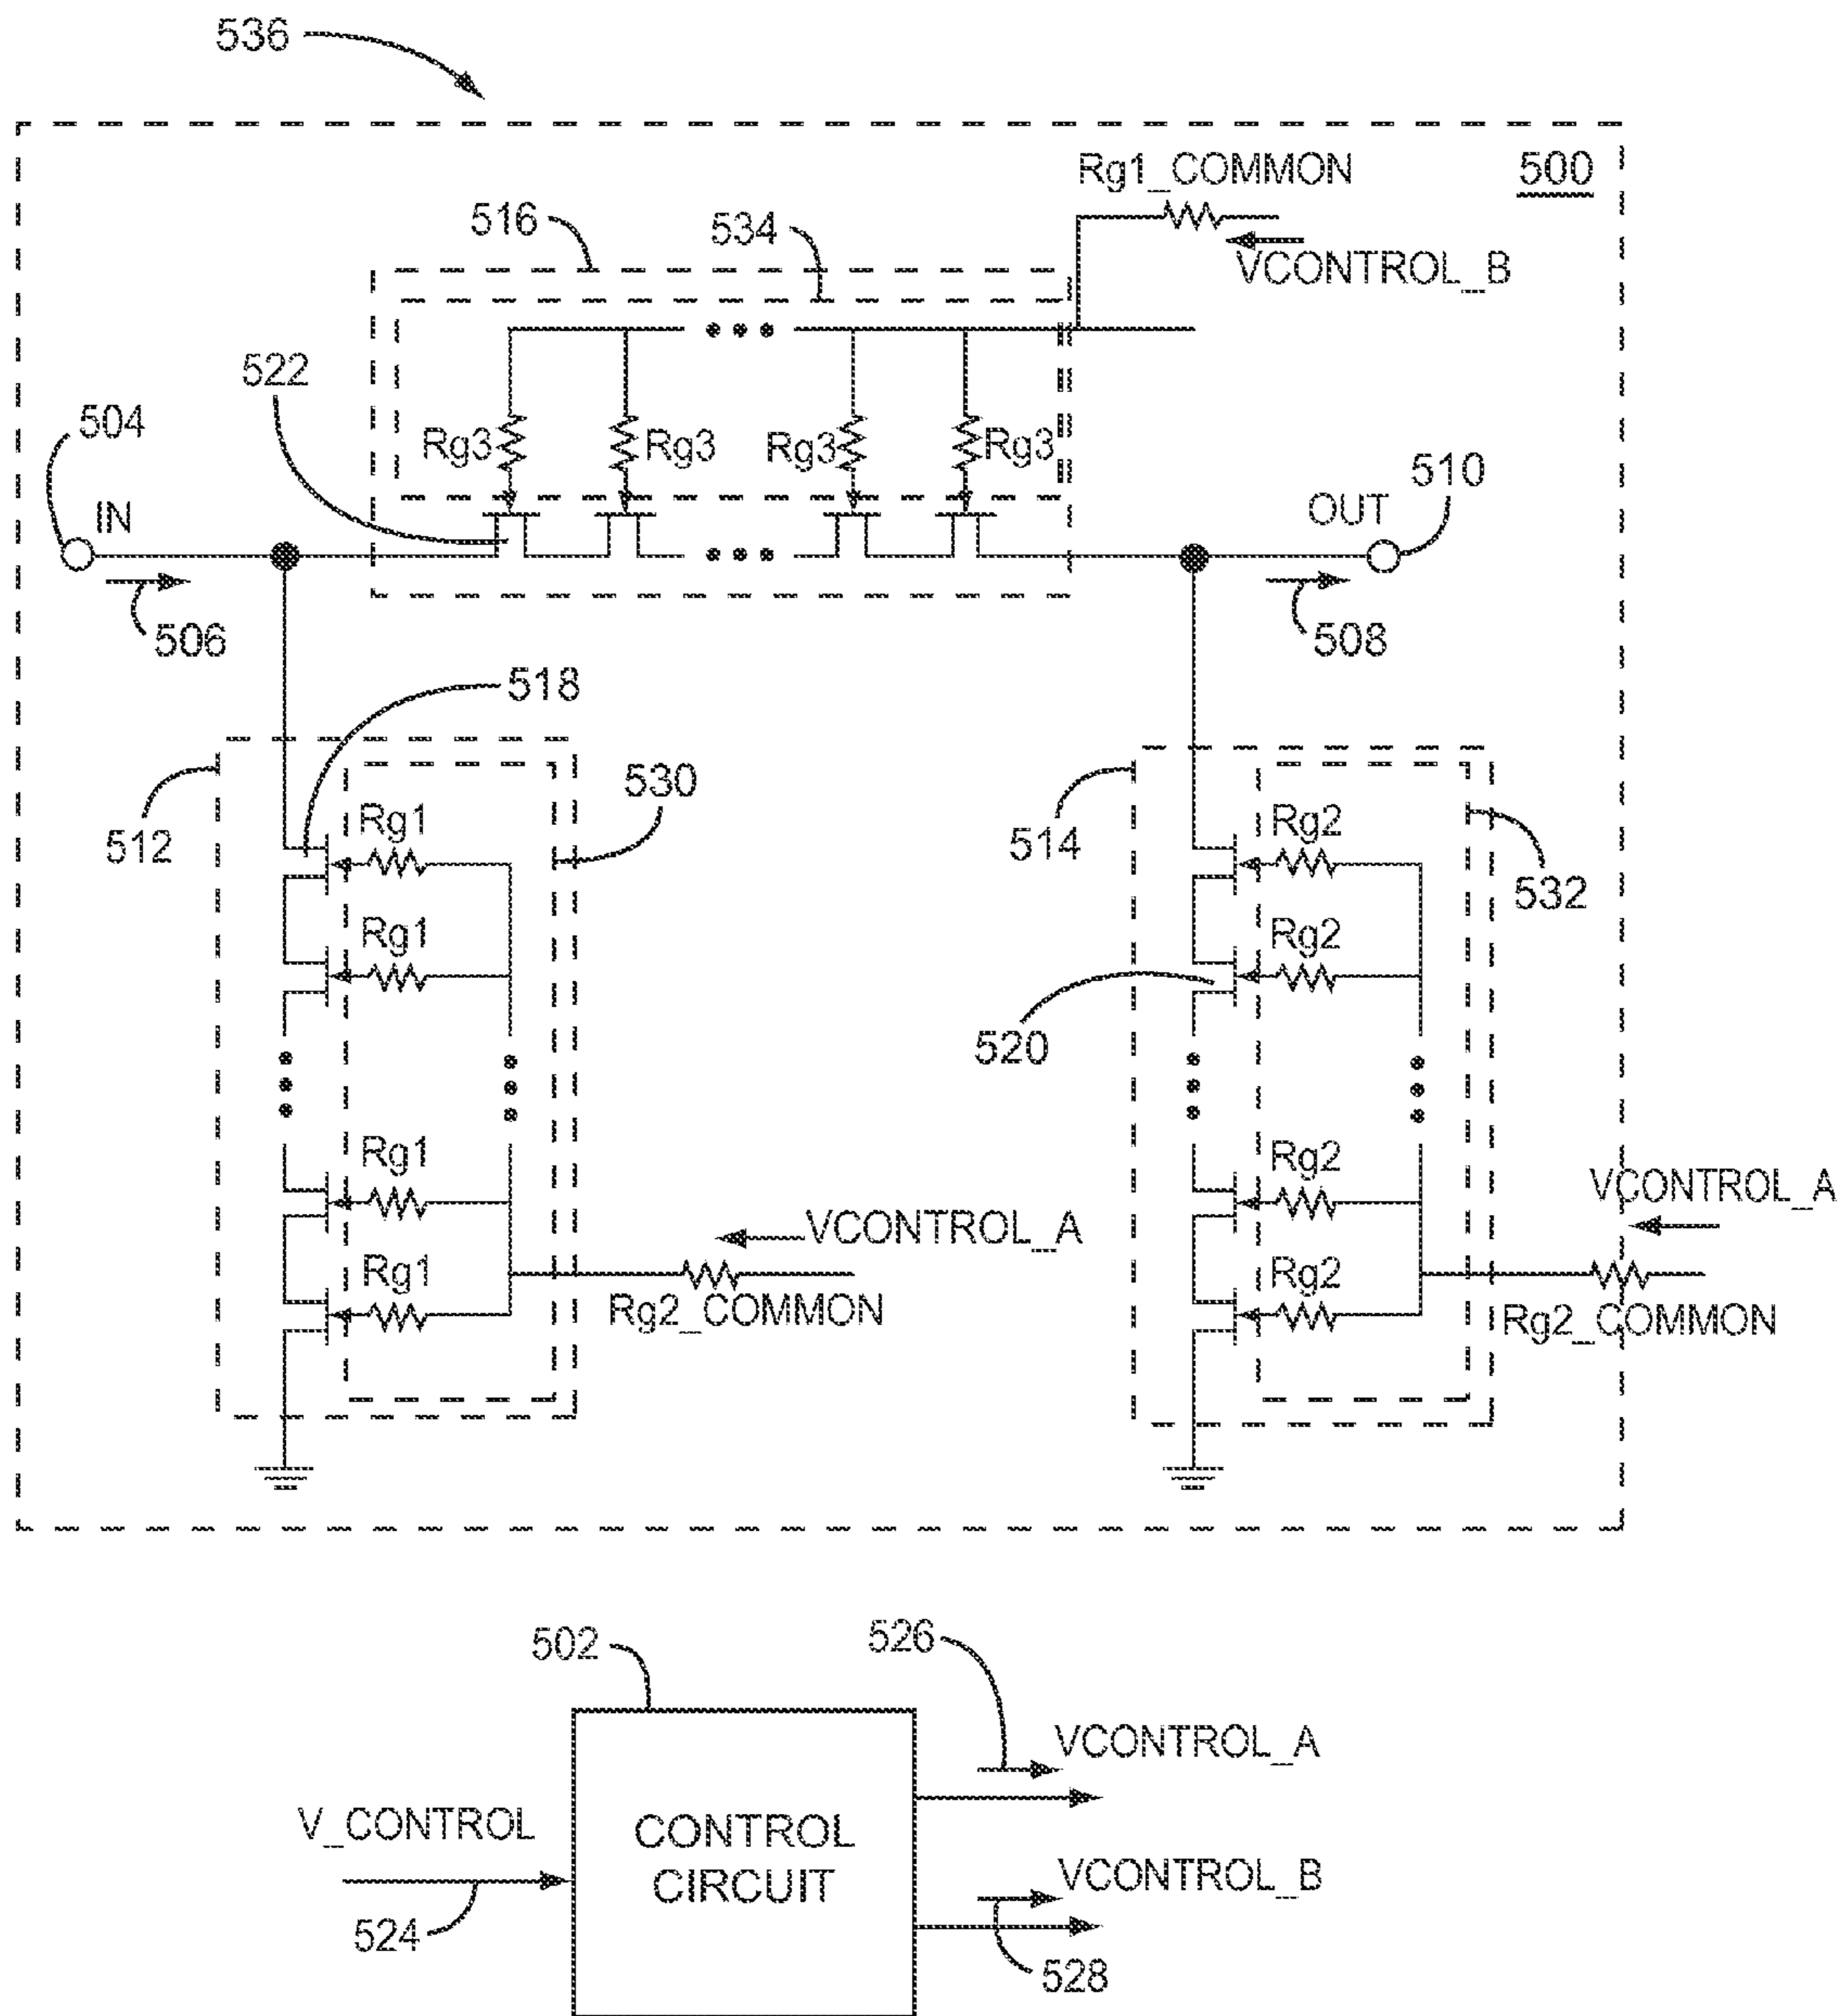 536
500
Rg1_COMMON
VCONTROL_B
516
534
522
504
Rg3
Rg3
Rg3
Rg3
510
IN
OUT
506
508
518
512
530
514
532
Rg1
Rg2
Rg1
Rg2
520
Rg1
Rg2
VCONTROL_A
VCONTROL_A
Rg1
Rg2
Rg2_COMMON
Rg2_COMMON
502
526
VCONTROL_A
V_CONTROL
CONTROL
CIRCUIT
VCONTROL_B
524
528